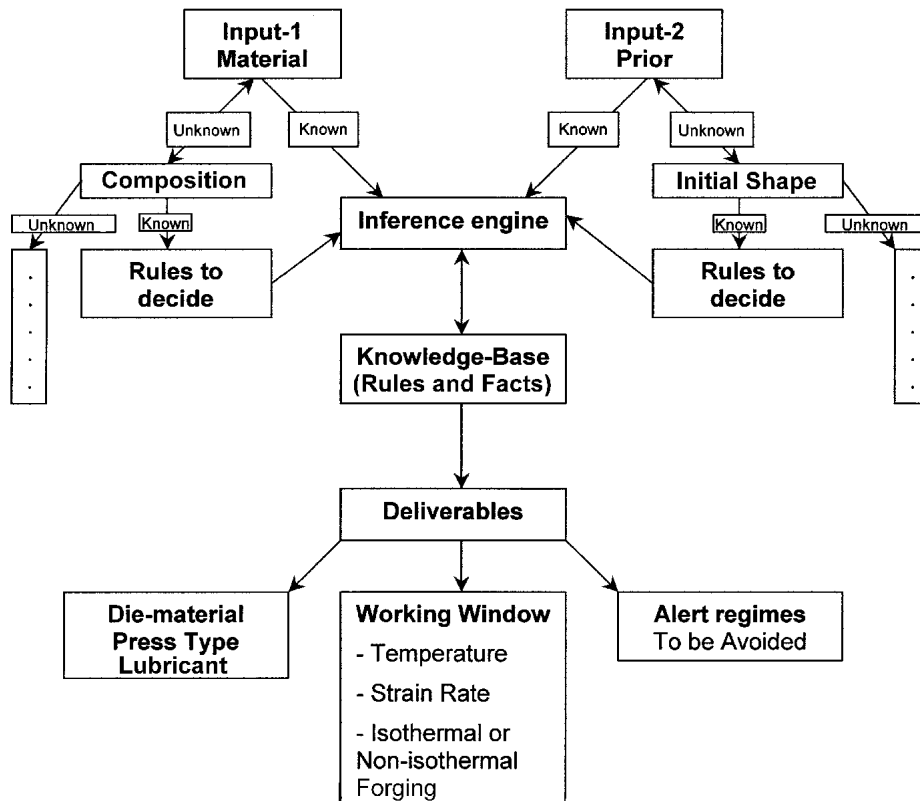 Input-1
Material
Input-2
Prior
Unknown
Known
Known
Unknown
Composition
Initial Shape
Inference engine
Unknown
Known
Known
Unknown
Rules to
decide
Rules to
decide
Knowledge-Base
(Rules and Facts)
Deliverables
Die-material
Press Type
Lubricant
Working Window
- Temperature
- Strain Rate
- Isothermal or
Non-isothermal
Forging
Alert regimes
To be Avoided